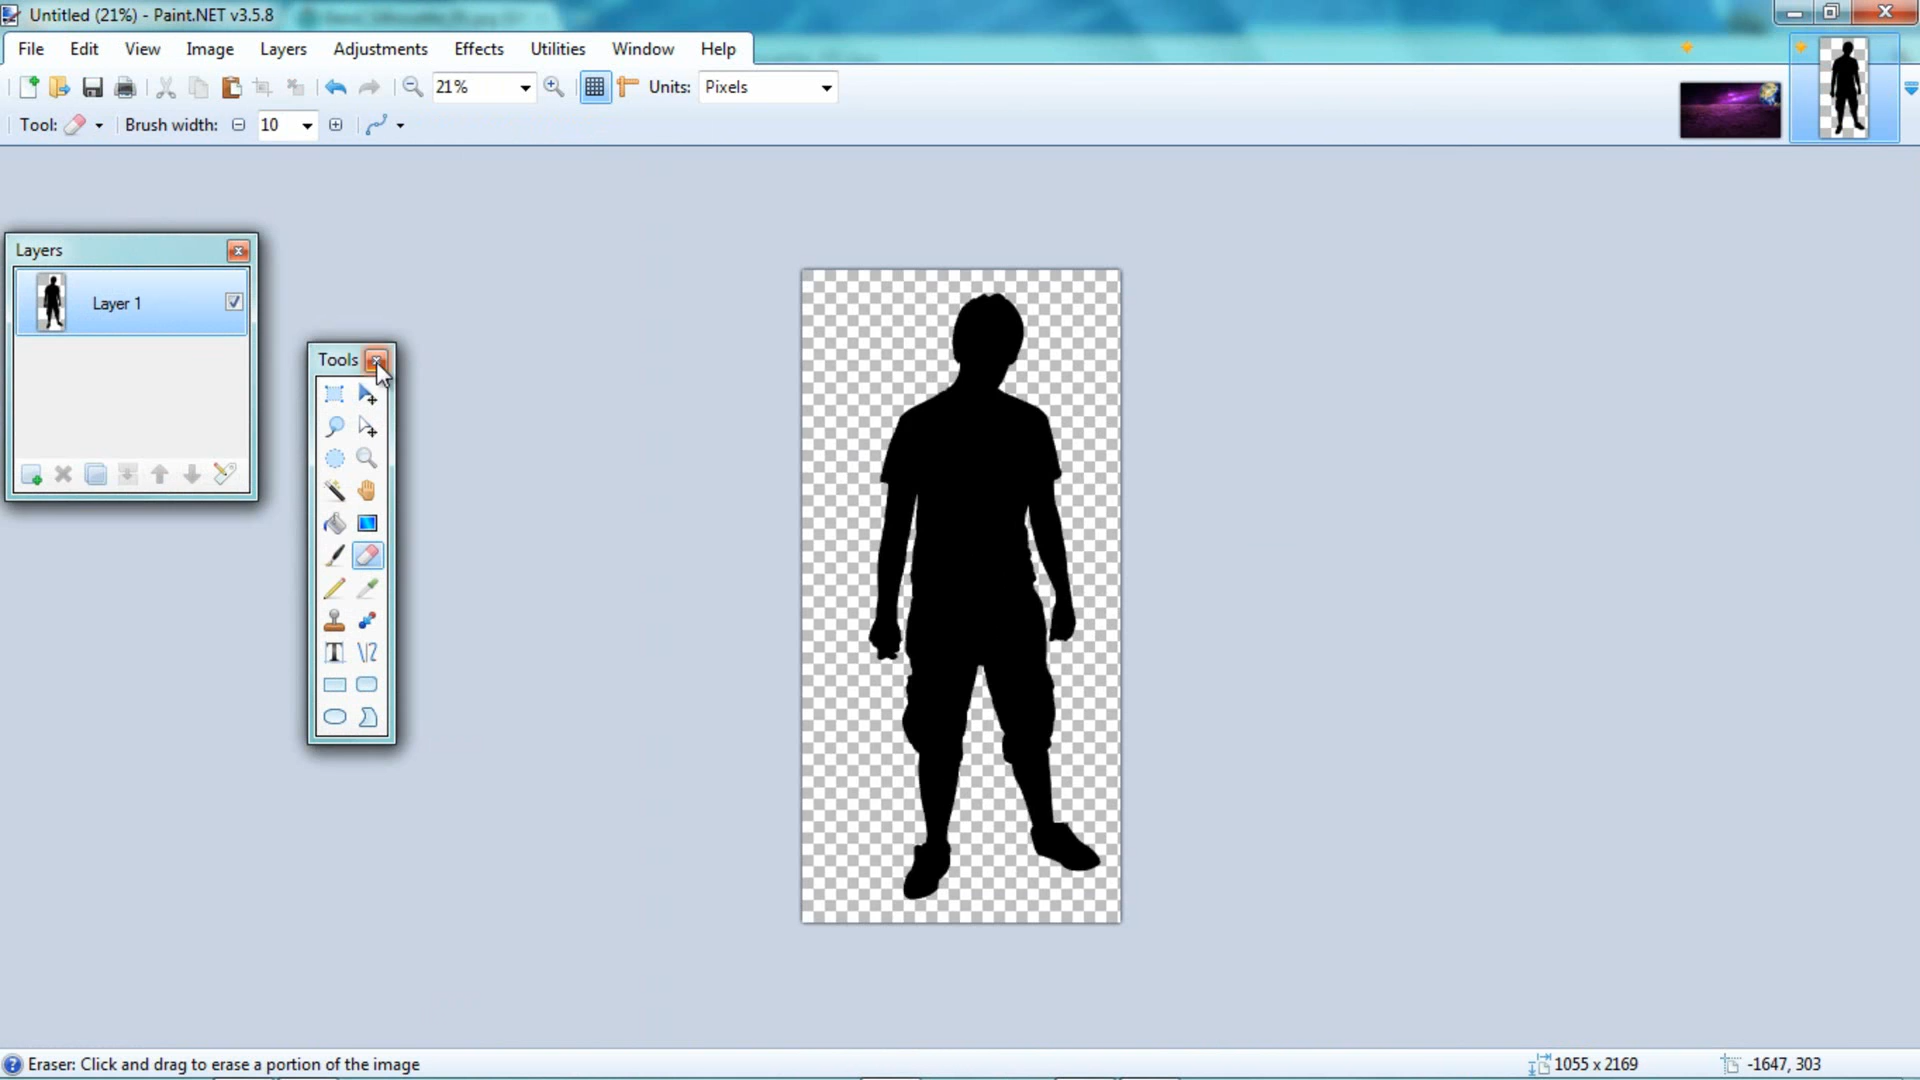 Untitled (21%) - Paint.NET v3.5.8
File Edit View Image Layers Adjustments Effects Utilities Window Help
21% Units: Pixels
Tool: Brush width: 10
Layers
Layer 1
Tools
Eraser: Click and drag to erase a portion of the image
1055 x 2169
-1647, 303